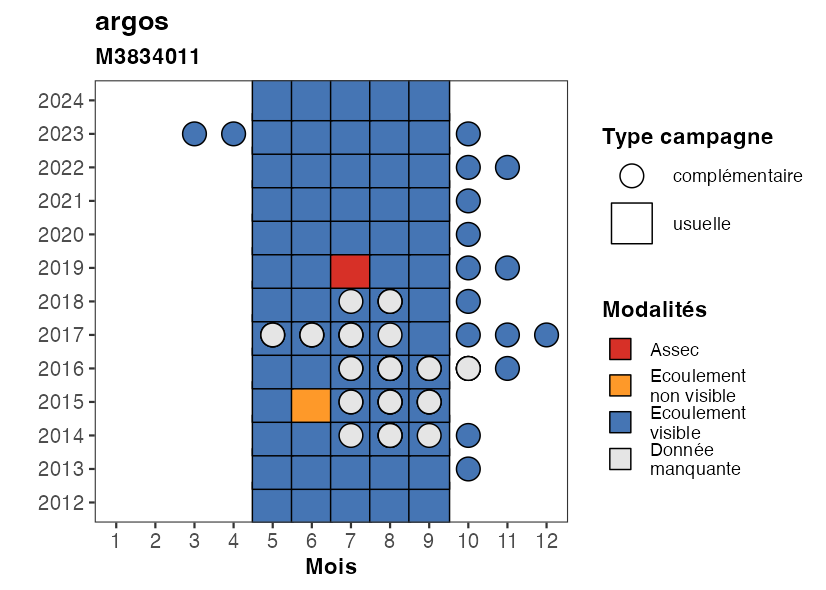 argos
M3834011
2024
2023
2022
2021
2020
2019
2018
2017
2016
2015
2014
2013
2012
1 2 3 4 5 6 7 8 9 10 11 12
Mois
Type campagne
complémentaire
usuelle
Modalités
Assec
Ecoulement
non visible
Ecoulement
visible
Donnée
manquante